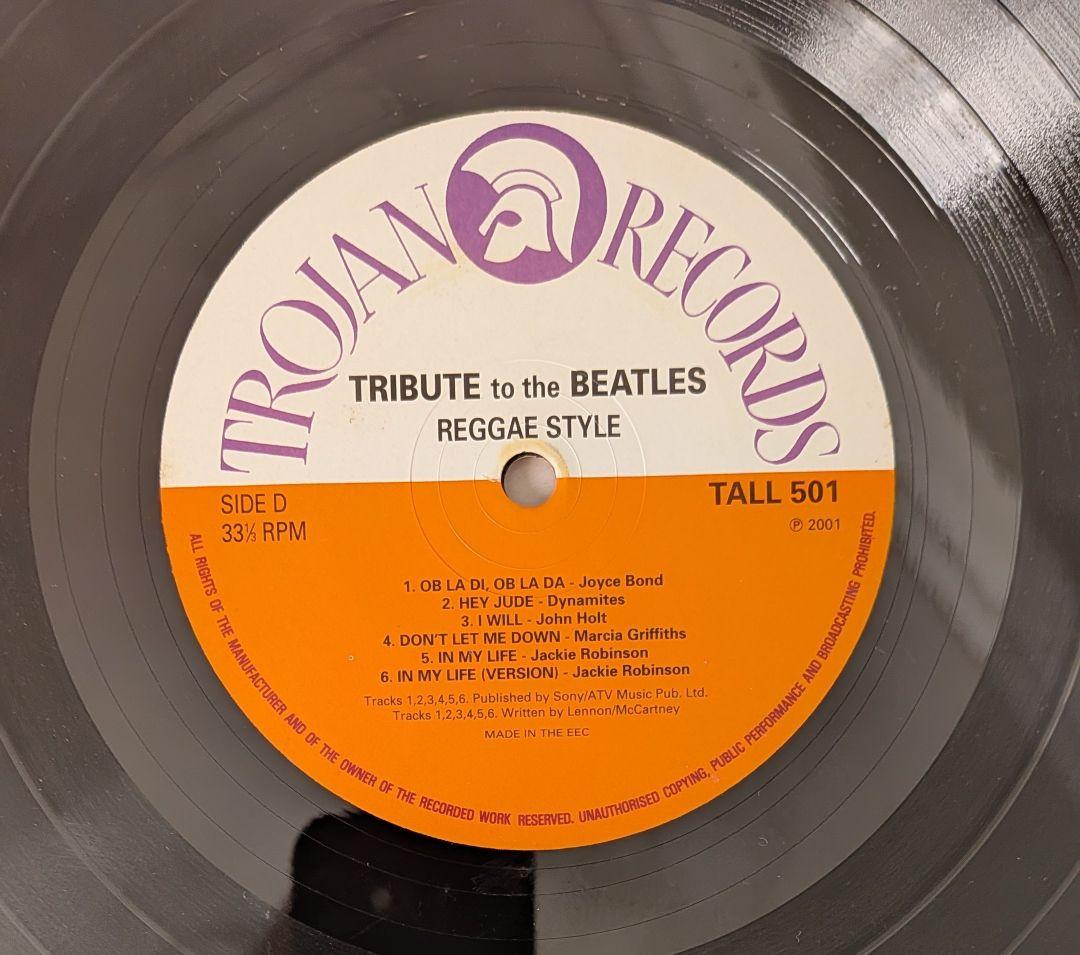 TROJAN RECORDS
TRIBUTE to the BEATLES
REGGAE STYLE
SIDE D
33⅓ RPM
TALL 501
℗ 2001
1. OB LA DI, OB LA DA - Joyce Bond
2. HEY JUDE - Dynamites
3. I WILL - John Holt
4. DON'T LET ME DOWN - Marcia Griffiths
5. IN MY LIFE - Jackie Robinson
6. IN MY LIFE (VERSION) - Jackie Robinson
Tracks 1,2,3,4,5,6. Published by Sony/ATV Music Pub. Ltd.
Tracks 1,2,3,4,5,6. Written by Lennon/McCartney
MADE IN THE EEC
ALL RIGHTS OF THE MANUFACTURER AND OF THE OWNER OF THE RECORDED WORK RESERVED. UNAUTHORISED COPYING, PUBLIC PERFORMANCE AND BROADCASTING PROHIBITED.